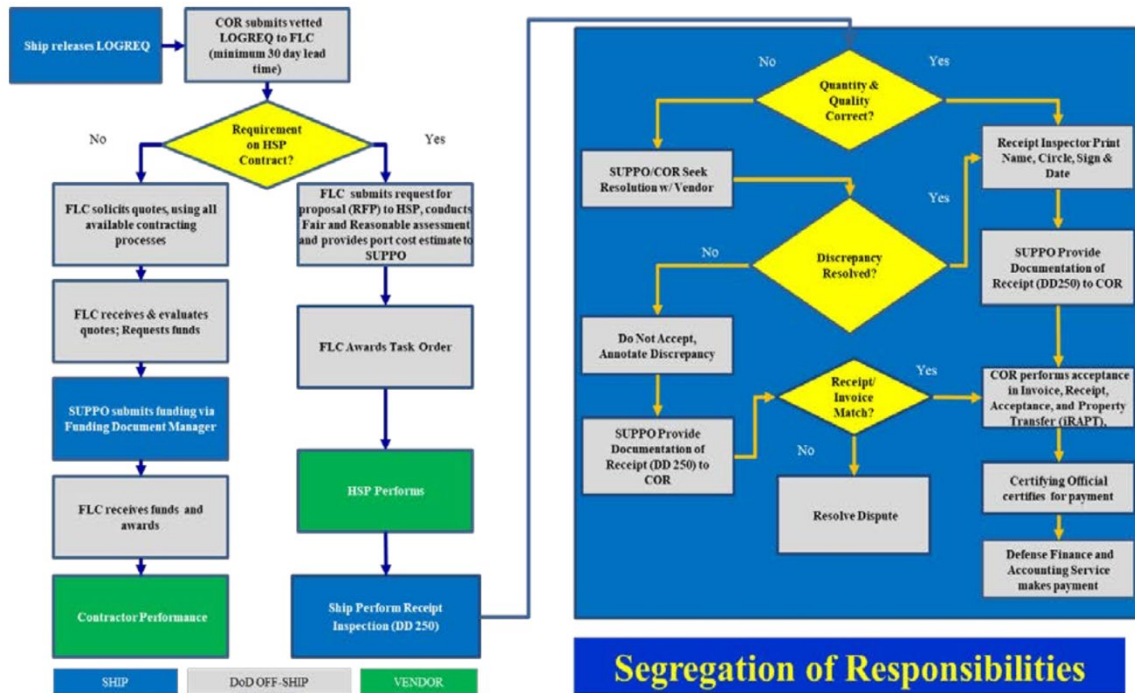 Ship releases LOGREQ
COR submits vetted
LOGREQ to FLC
(minimum 30 day lead
time)
No
Requirement
on HSP
Contract?
Yes
FLC solicits quotes, using all
available contracting
processes
FLC submits request for
proposal (RFP) to HSP, conducts
Fair and Reasonable assessment
and provides port cost estimate to
SUPPO
FLC receives & evaluates
quotes; Requests funds
FLC Awards Task Order
SUPPO submits funding via
Funding Document Manager
HSP Performs
FLC receives funds and
awards
Contractor Performance
Ship Perform Receipt
Inspection (DD 250)
SHIP
DoD OFF-SHIP
VENDOR
No
Yes
Quantity &
Quality
Correct?
SUPPO/COR Seek
Resolution w/ Vendor
Receipt Inspector Print
Name, Circle, Sign &
Date
Yes
No
Discrepancy
Resolved?
SUPPO Provide
Documentation of
Receipt (DD250) to COR
Do Not Accept,
Annotate Discrepancy
Receipt/
Invoice
Match?
Yes
COR performs acceptance
in Invoice, Receipt,
Acceptance, and Property
Transfer (iRAPT),
SUPPO Provide
Documentation of
Receipt (DD 250) to
COR
No
Resolve Dispute
Certifying Official
certifies for payment
Defense Finance and
Accounting Service
makes payment
Segregation of Responsibilities